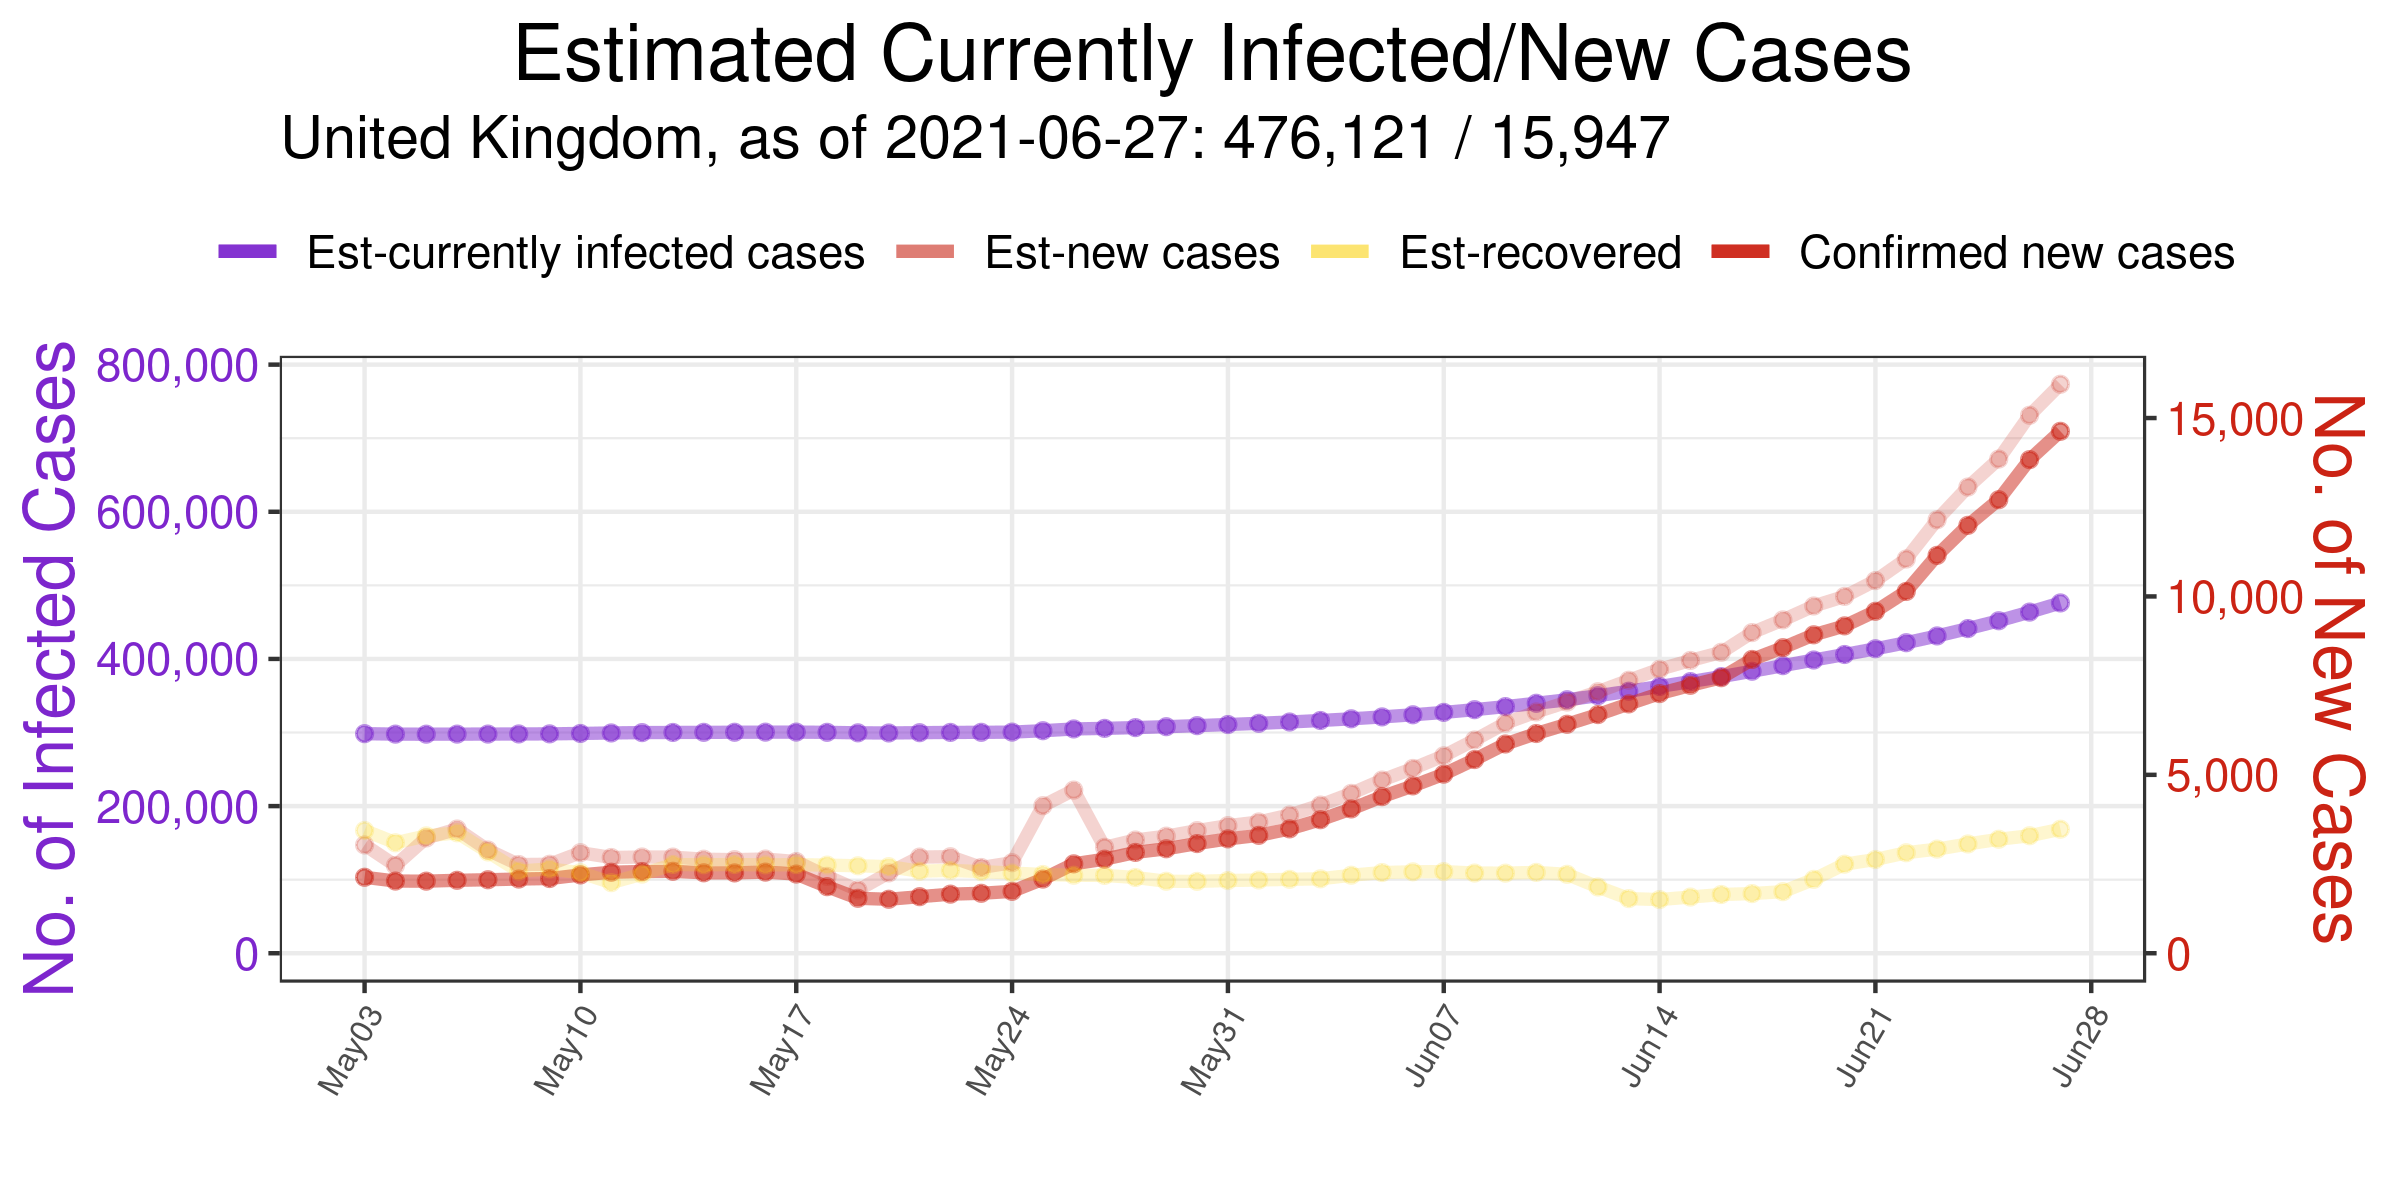 Estimated Currently Infected/New Cases
United Kingdom, as of 2021-06-27: 476,121 / 15,947
Est-currently infected cases Est-new cases Est-recovered Confirmed new cases
No. of Infected Cases
800,000
600,000
400,000
200,000
0
15,000
10,000
5,000
0
No. of New Cases
May03 May10 May17 May24 May31 Jun07 Jun14 Jun21 Jun28